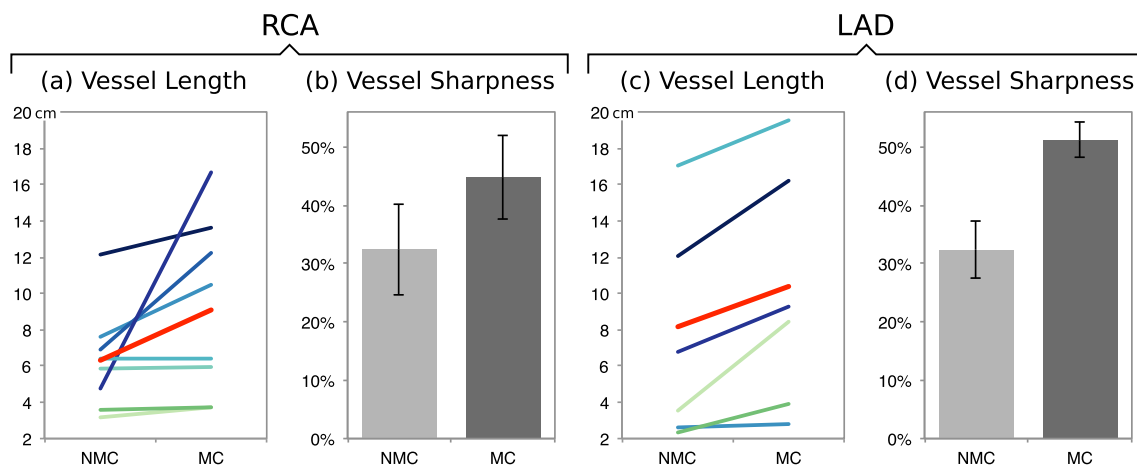 RCA
LAD
(a) Vessel Length
(b) Vessel Sharpness
(c) Vessel Length
(d) Vessel Sharpness
20 cm
18
16
14
12
10
8
6
4
2
NMC
MC
50%
40%
30%
20%
10%
0%
NMC
MC
20 cm
18
16
14
12
10
8
6
4
2
NMC
MC
50%
40%
30%
20%
10%
0%
NMC
MC